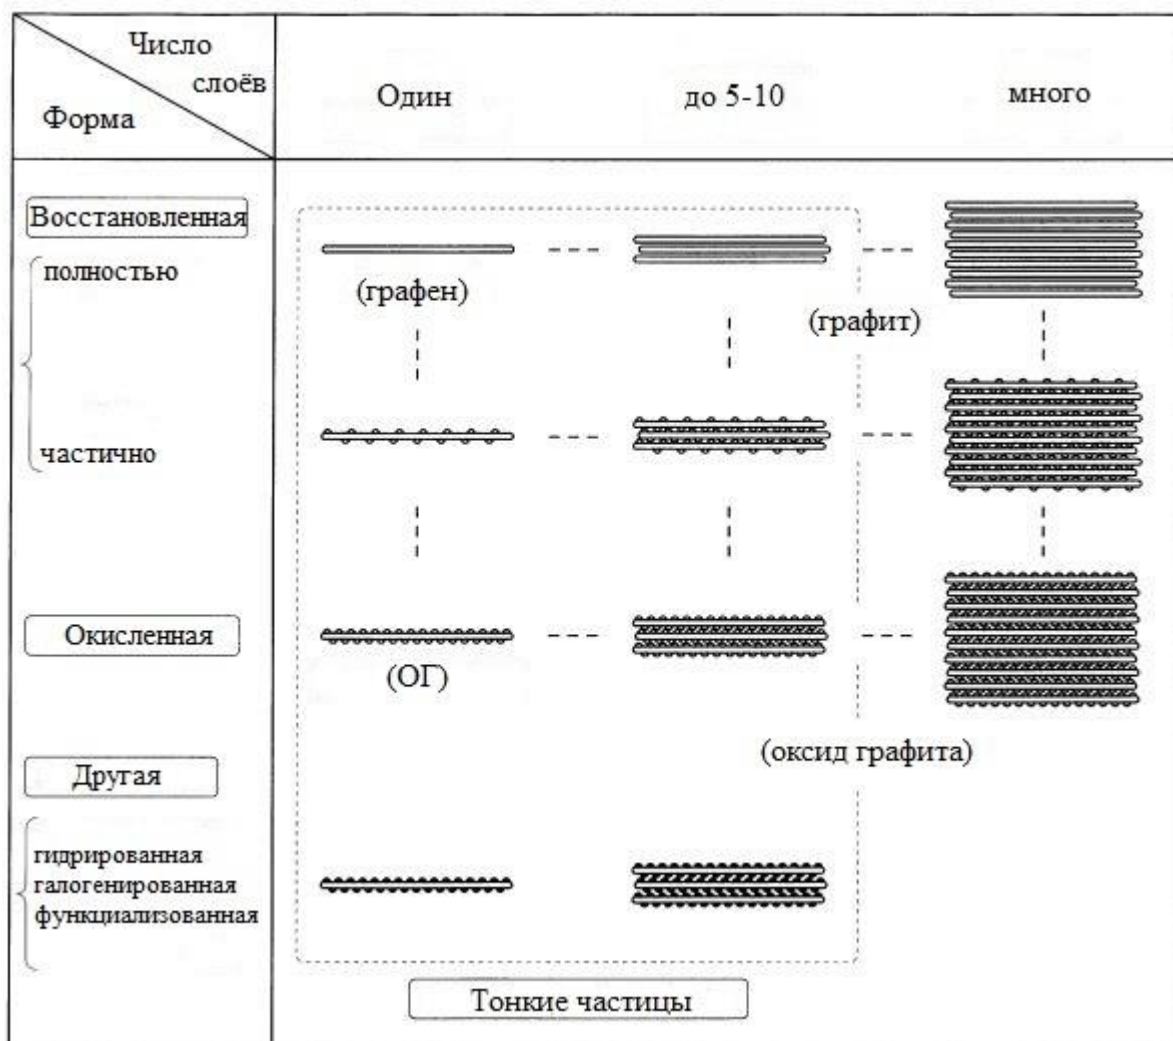 Число
слоёв
Форма
Один
до 5-10
много
Восстановленная
полностью
(графен)
(графит)
частично
Окисленная
(ОГ)
(оксид графита)
Другая
гидрированная
галогенированная
функциализованная
Тонкие частицы